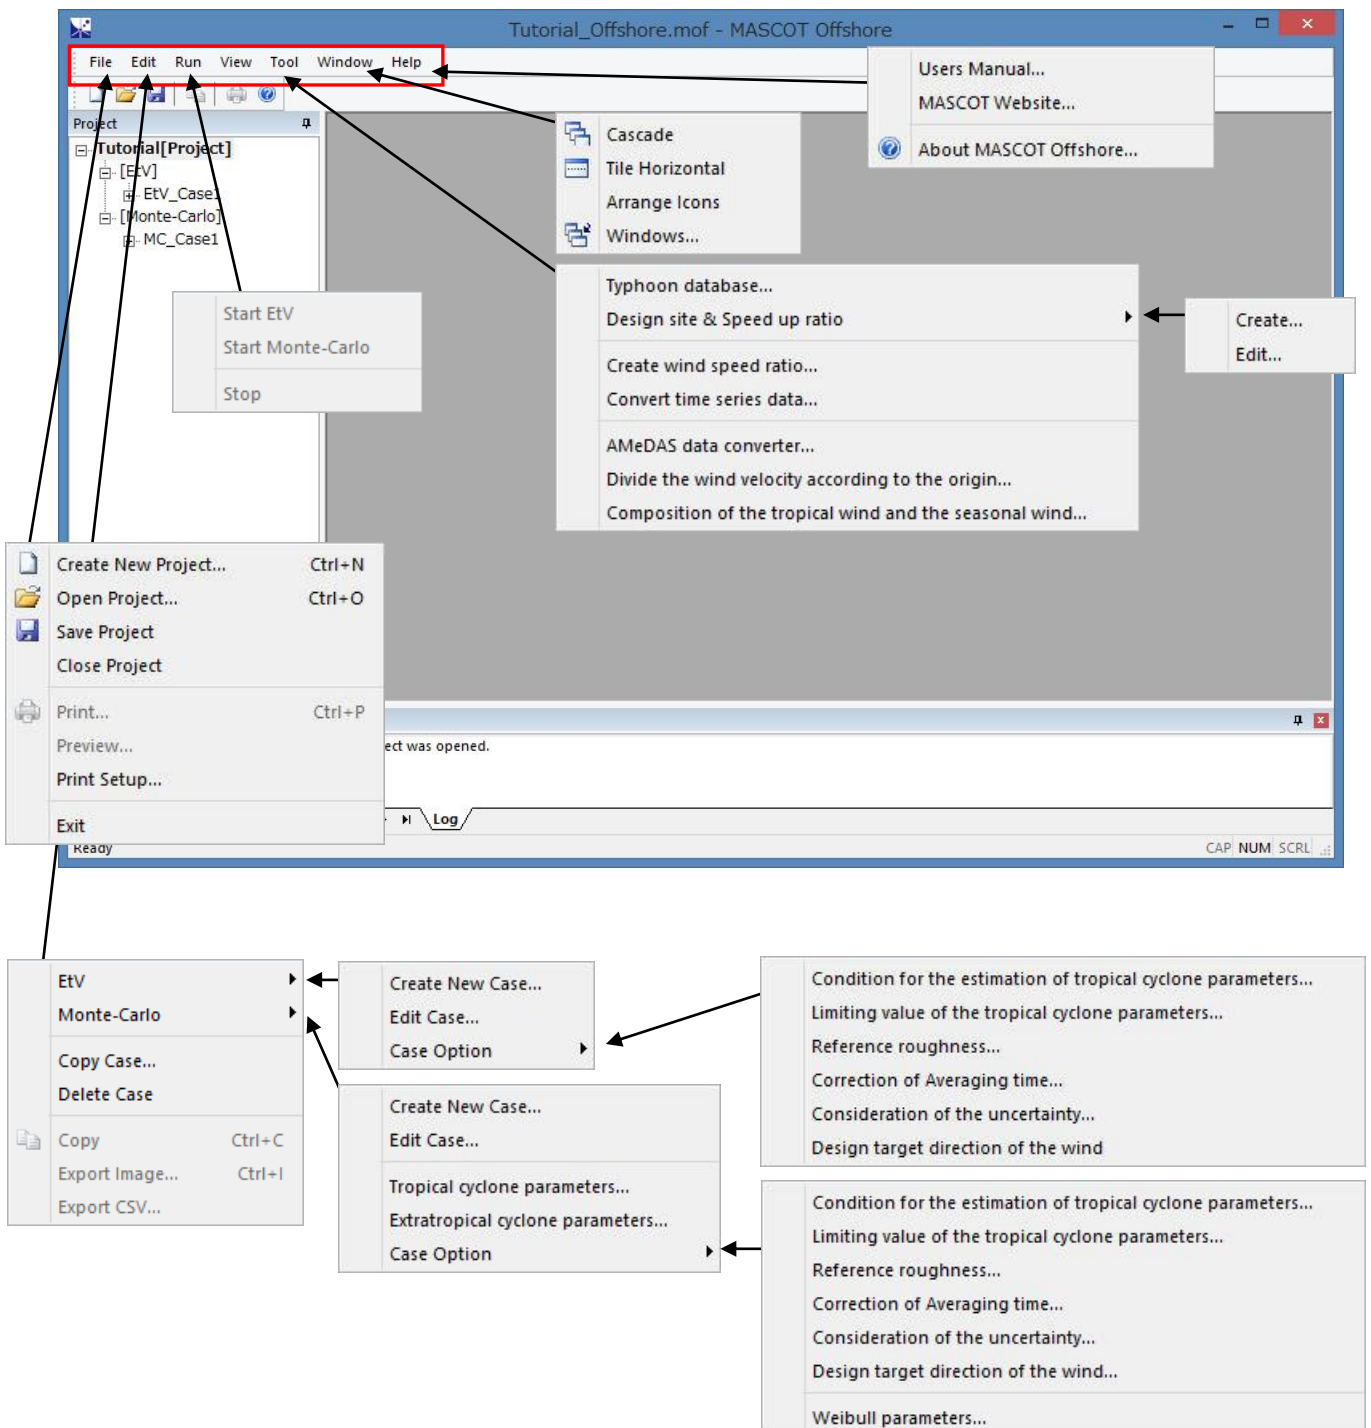 Tutorial_Offshore.mof - MASCOT Offshore
File Edit Run View Tool Window Help
Users Manual...
MASCOT Website...
About MASCOT Offshore...
Project
Tutorial[Project]
[EtV]
EtV_Case1
[Monte-Carlo]
MC_Case1
Cascade
Tile Horizontal
Arrange Icons
Windows...
Start EtV
Start Monte-Carlo
Stop
Typhoon database...
Design site & Speed up ratio
Create wind speed ratio...
Convert time series data...
AMeDAS data converter...
Divide the wind velocity according to the origin...
Composition of the tropical wind and the seasonal wind...
Create...
Edit...
Create New Project... Ctrl+N
Open Project... Ctrl+O
Save Project
Close Project
Print... Ctrl+P
Preview...
Print Setup...
Exit
ect was opened.
Log
Ready
CAP NUM SCRL
EtV
Monte-Carlo
Copy Case...
Delete Case
Copy Ctrl+C
Export Image... Ctrl+I
Export CSV...
Create New Case...
Edit Case...
Case Option
Create New Case...
Edit Case...
Tropical cyclone parameters...
Extratropical cyclone parameters...
Case Option
Condition for the estimation of tropical cyclone parameters...
Limiting value of the tropical cyclone parameters...
Reference roughness...
Correction of Averaging time...
Consideration of the uncertainty...
Design target direction of the wind
Condition for the estimation of tropical cyclone parameters...
Limiting value of the tropical cyclone parameters...
Reference roughness...
Correction of Averaging time...
Consideration of the uncertainty...
Design target direction of the wind...
Weibull parameters...